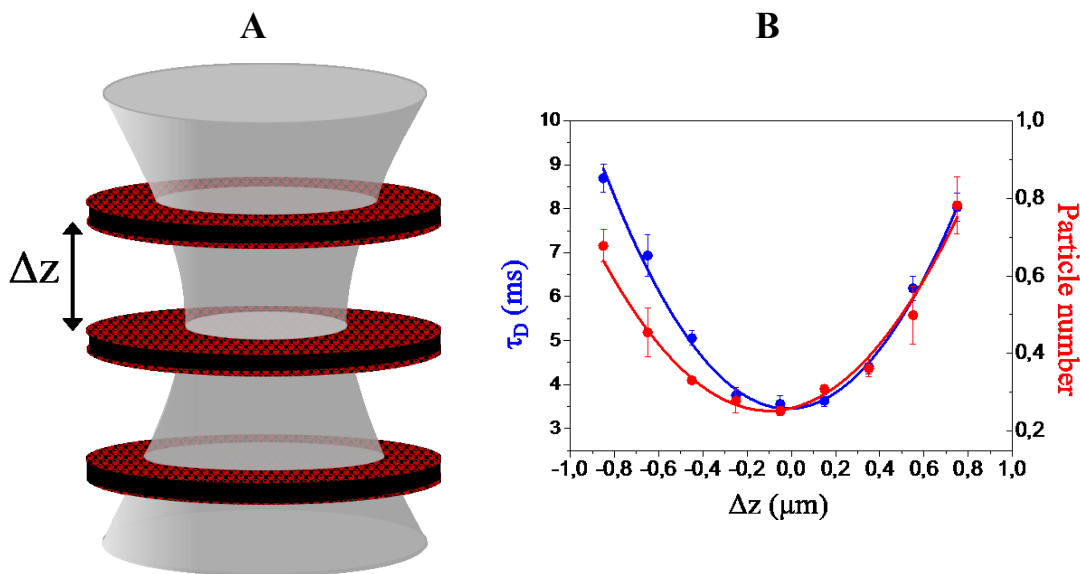 A
Δz
B
τD (ms)
10
9
8
7
6
5
4
3
1,0
0,8
0,6
0,4
0,2
Particle number
-1,0 -0,8 -0,6 -0,4 -0,2 0,0 0,2 0,4 0,6 0,8 1,0
Δz (μm)